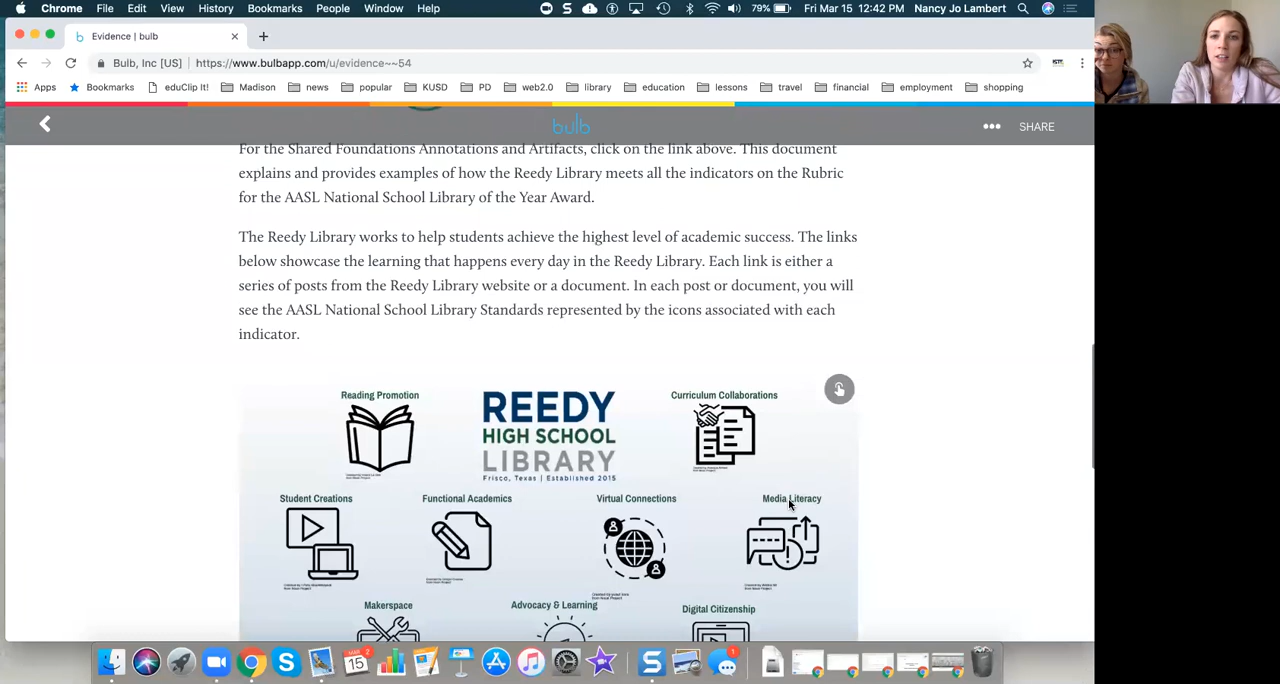 Chrome File Edit View History Bookmarks People Window Help 79% Fri Mar 15 12:42 PM Nancy Jo Lambert
Evidence | bulb
Bulb, Inc [US] | https://www.bulbapp.com/u/evidence~~54
Apps Bookmarks eduClip It! Madison news popular KUSD PD web2.0 library education lessons travel financial employment shopping
bulb SHARE
For the Shared Foundations Annotations and Artifacts, click on the link above. This document
explains and provides examples of how the Reedy Library meets all the indicators on the Rubric
for the AASL National School Library of the Year Award.
The Reedy Library works to help students achieve the highest level of academic success. The links
below showcase the learning that happens every day in the Reedy Library. Each link is either a
series of posts from the Reedy Library website or a document. In each post or document, you will
see the AASL National School Library Standards represented by the icons associated with each
indicator.
Reading Promotion
REEDY
HIGH SCHOOL
LIBRARY
Frisco, Texas | Established 2015
Curriculum Collaborations
Student Creations Functional Academics Virtual Connections Media Literacy
Makerspace Advocacy & Learning Digital Citizenship
MAR 2
15
1